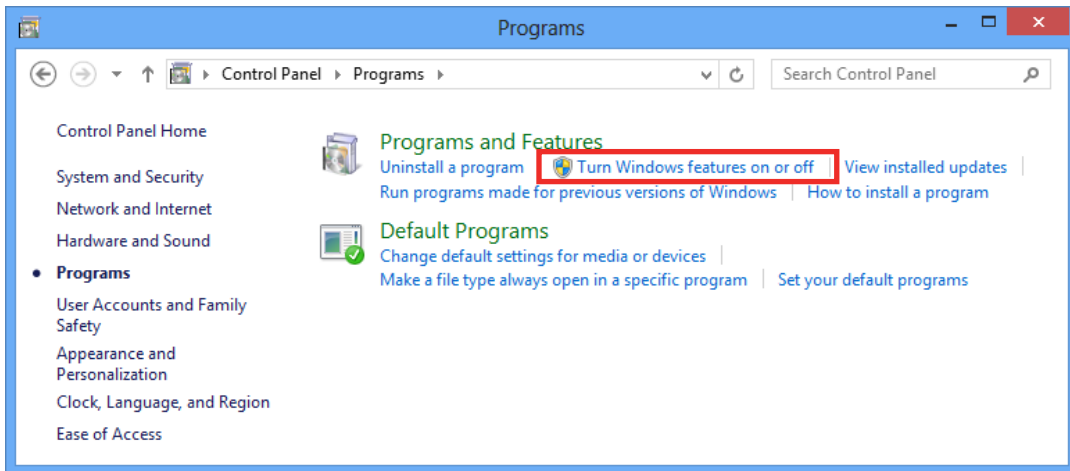 Programs
Control Panel Programs
Search Control Panel
Control Panel Home
System and Security
Network and Internet
Hardware and Sound
Programs
User Accounts and Family
Safety
Appearance and
Personalization
Clock, Language, and Region
Ease of Access
Programs and Features
Uninstall a program Turn Windows features on or off View installed updates
Run programs made for previous versions of Windows How to install a program
Default Programs
Change default settings for media or devices
Make a file type always open in a specific program Set your default programs